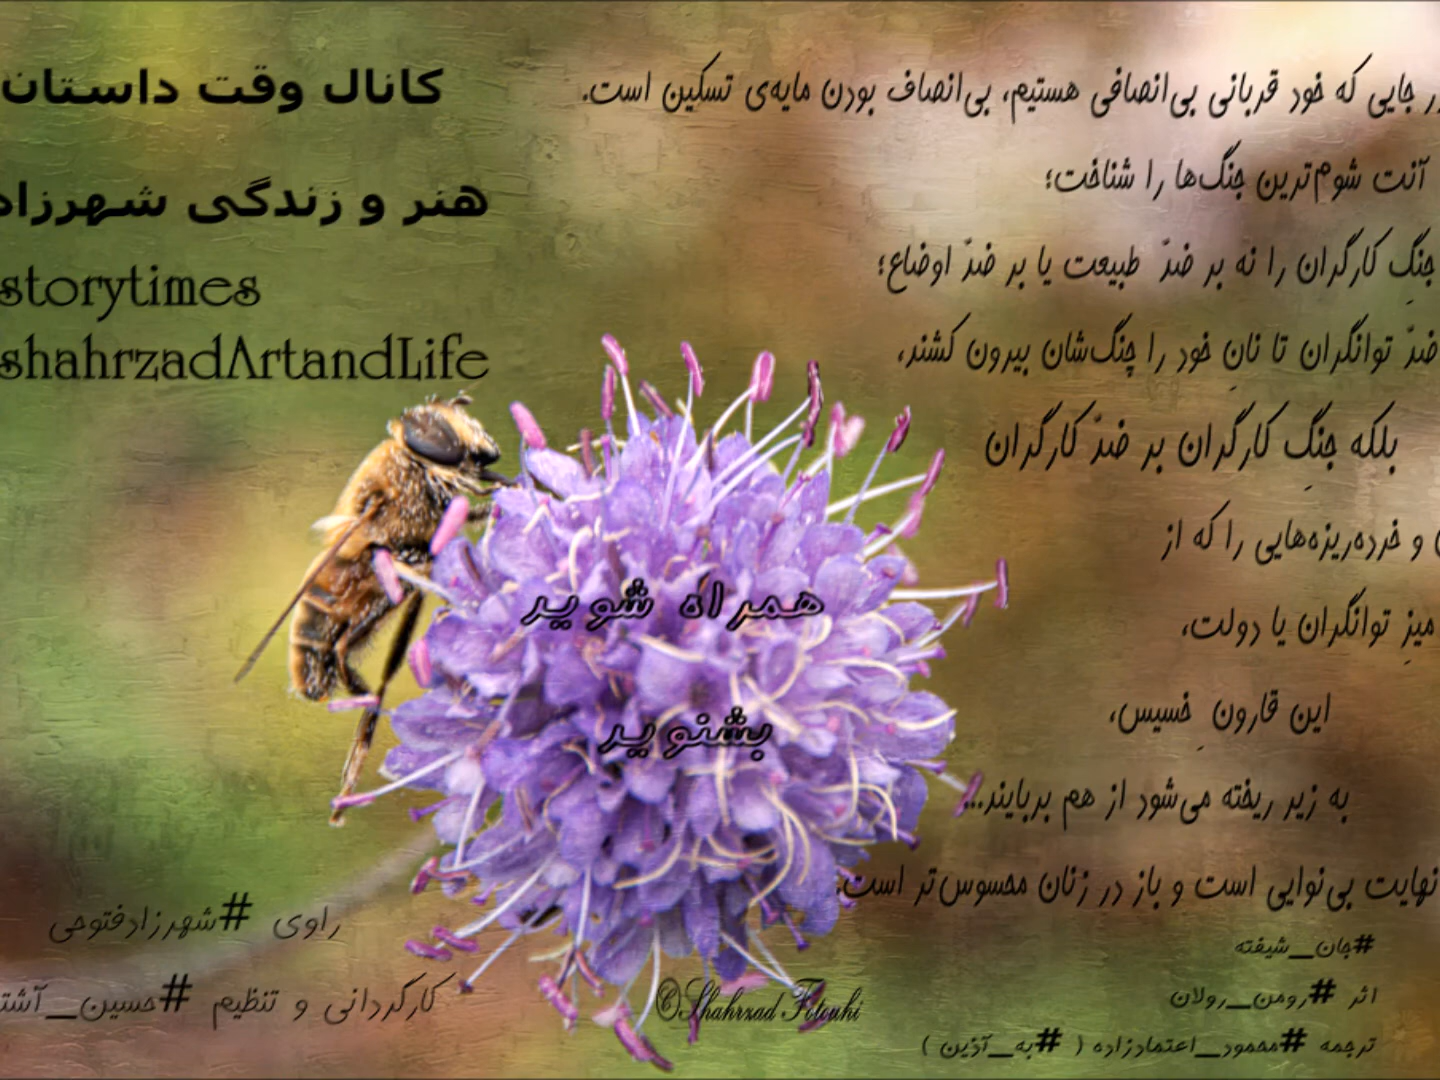 کانال وقت داستان
هنر و زندگی شهرزاد
storytimes
shahrzadArtandLife
جایی که خود قربانی بی‌انصافی هستیم، بی‌انصاف بودن مایه‌ی تسکین است.
آنت شوم‌ترین جنگ‌ها را شناخت؛
جنگِ کارگران را نه بر ضدّ طبیعت یا بر ضدّ اوضاع؛
ضدّ توانگران تا نانِ خود را چنگ‌شان بیرون کشند،
بلکه جنگِ کارگران بر ضدّ کارگران
و خرده‌ریزه‌هایی را که از
میزِ توانگران یا دولت،
این قارونِ خسیس،
به زیر ریخته می‌شود از هم بربایند...
نهایت بی‌نوایی است و باز در زنان محسوس‌تر است.
همراه شوید
بشنوید
راوی #شهرزادفتوحی
کارگردانی و تنظیم #حسین_آشت
#جان_شیفته
اثر #رومن_رولان
ترجمه #محمود_اعتمادزاده ( #به_آذین )
©Shahrzad Fotouhi